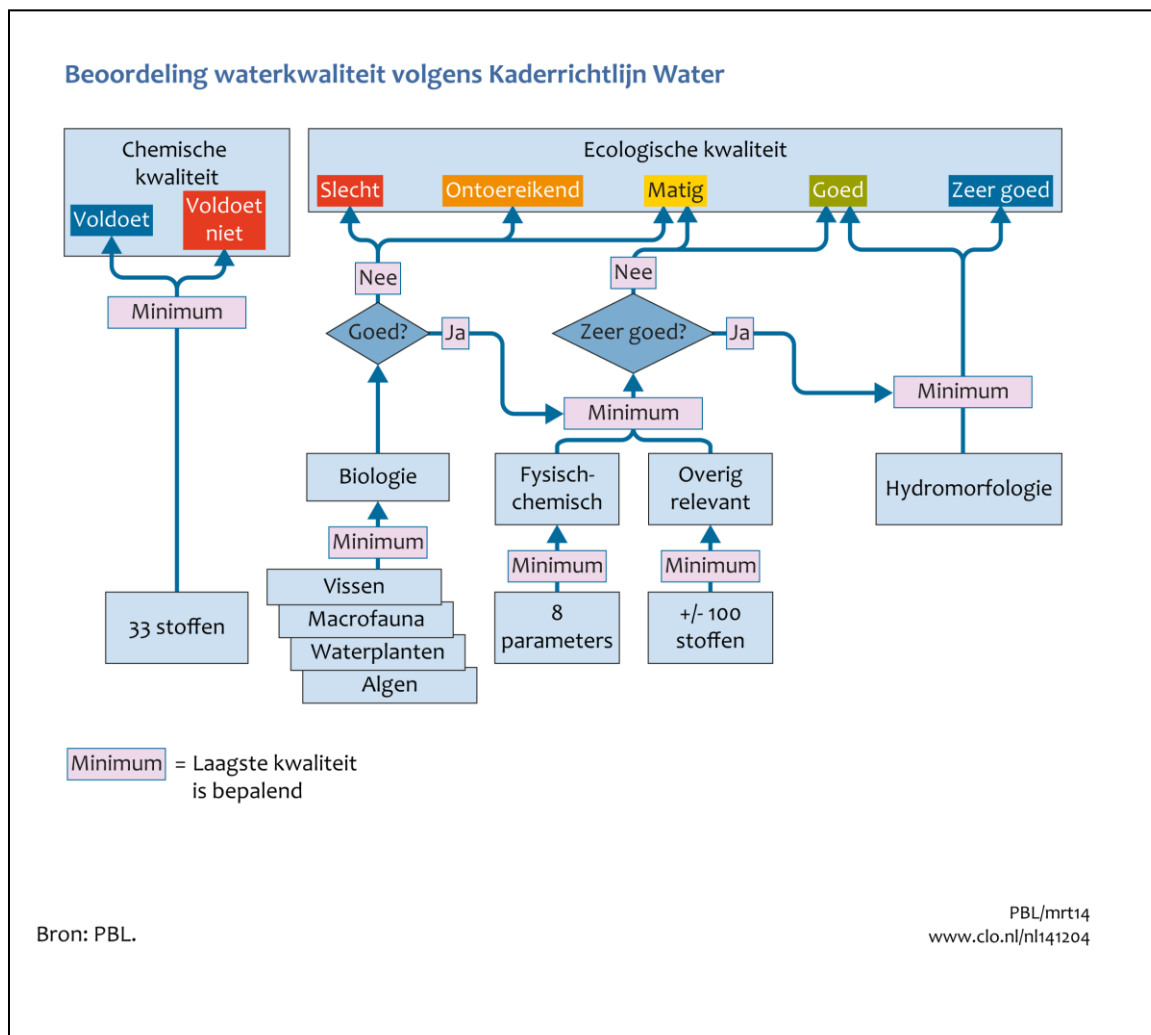 Beoordeling waterkwaliteit volgens Kaderrichtlijn Water
Chemische
kwaliteit
Voldoet
Voldoet
niet
Minimum
33 stoffen
Ecologische kwaliteit
Slecht
Ontoereikend
Matig
Goed
Zeer goed
Nee
Nee
Goed?
Ja
Zeer goed?
Ja
Minimum
Minimum
Biologie
Fysisch-
chemisch
Overig
relevant
Hydromorfologie
Minimum
Minimum
Minimum
Vissen
Macrofauna
Waterplanten
Algen
8
parameters
+/- 100
stoffen
Minimum = Laagste kwaliteit
is bepalend
Bron: PBL.
PBL/mrt14
www.clo.nl/nl141204